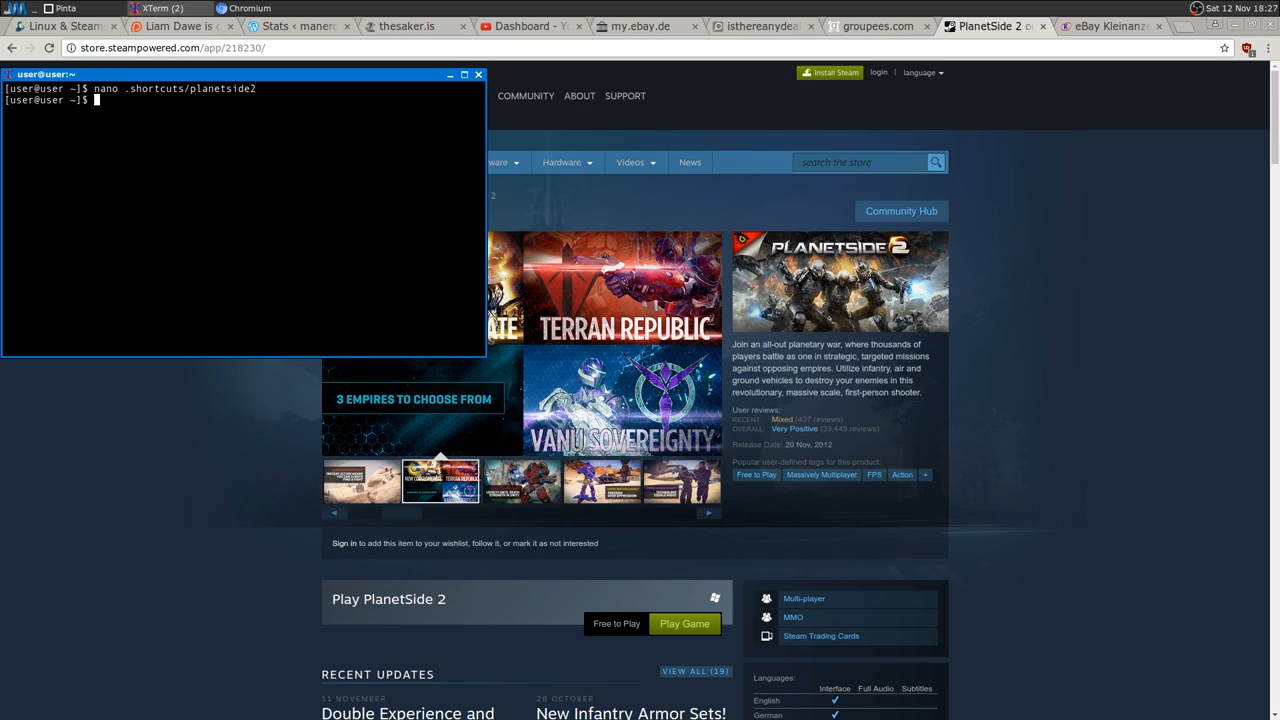 Pinta
XTerm (2)
Chromium
Sat 12 Nov 18:27
Linux & Steam
Liam Dawe is c
Stats ‹ manerc
thesaker.is
Dashboard - Y
my.ebay.de
isthereanydea
groupees.com
PlanetSide 2 o
eBay Kleinanz
store.steampowered.com/app/218230/
user@user:~
[user@user ~]$ nano .shortcuts/planetside2
[user@user ~]$
Install Steam
login
language
COMMUNITY
ABOUT
SUPPORT
ware
Hardware
Videos
News
search the store
2
Community Hub
ATE
TERRAN REPUBLIC
3 EMPIRES TO CHOOSE FROM
VANU SOVEREIGNTY
PLANETSIDE 2
Join an all-out planetary war, where thousands of
players battle as one in strategic, targeted missions
against opposing empires. Utilize infantry, air and
ground vehicles to destroy your enemies in this
revolutionary, massive scale, first-person shooter.
User reviews:
RECENT: Mixed (437 reviews)
OVERALL: Very Positive (33,449 reviews)
Release Date: 20 Nov, 2012
Popular user-defined tags for this product:
Free to Play
Massively Multiplayer
FPS
Action
+
Sign in to add this item to your wishlist, follow it, or mark it as not interested
Play PlanetSide 2
Free to Play
Play Game
Multi-player
MMO
Steam Trading Cards
RECENT UPDATES
VIEW ALL (19)
11 NOVEMBER
Double Experience and
28 OCTOBER
New Infantry Armor Sets!
Languages:
Interface
Full Audio
Subtitles
English
German